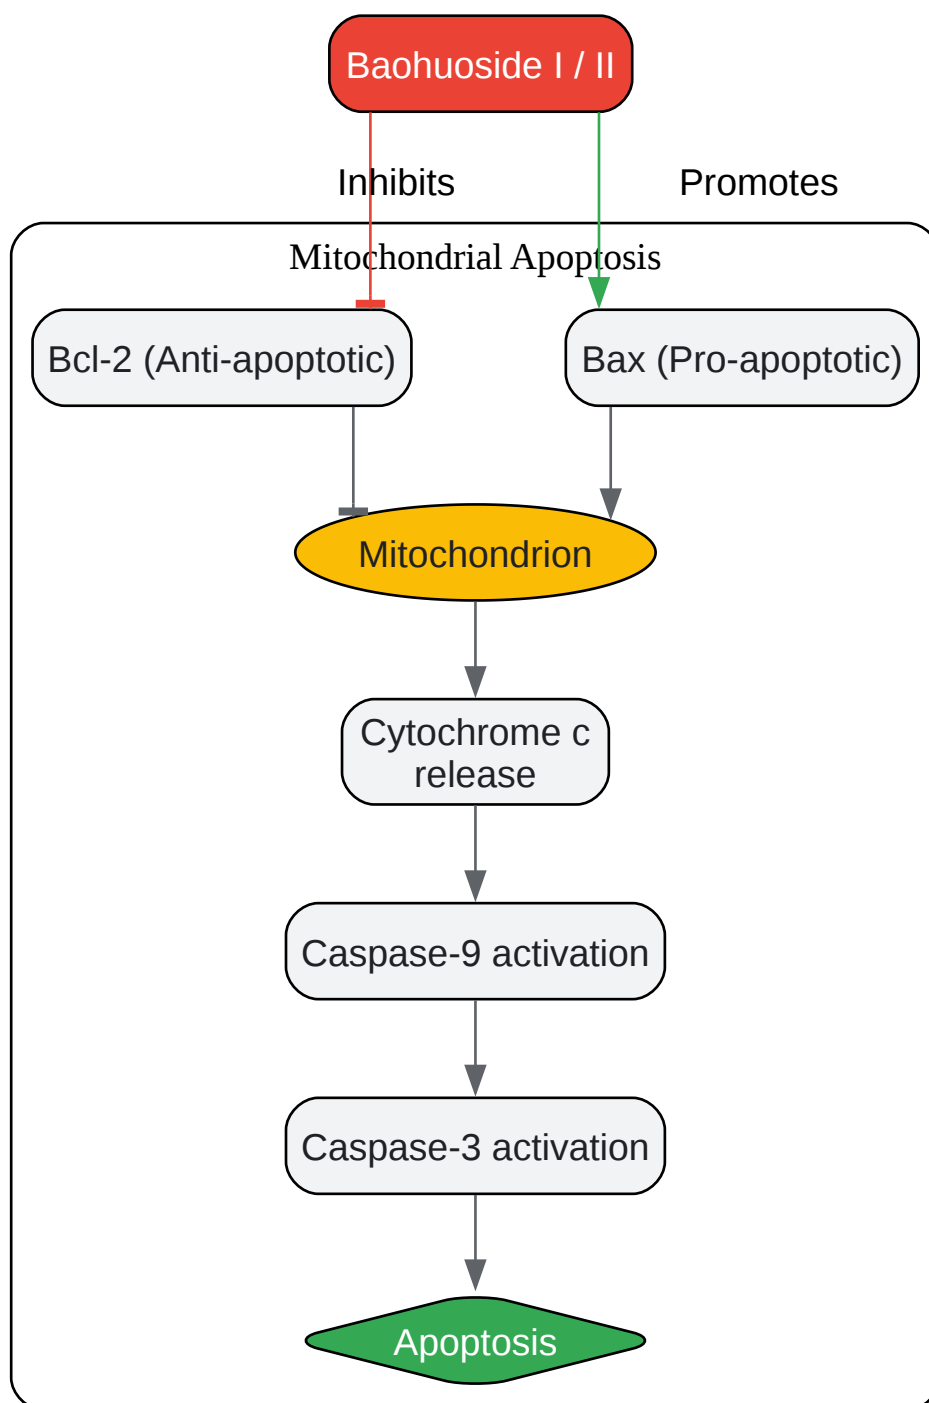 Baohuoside I / II
Inhibits
Promotes
Mitochondrial Apoptosis
Bcl-2 (Anti-apoptotic)
Bax (Pro-apoptotic)
Mitochondrion
Cytochrome c
release
Caspase-9 activation
Caspase-3 activation
Apoptosis